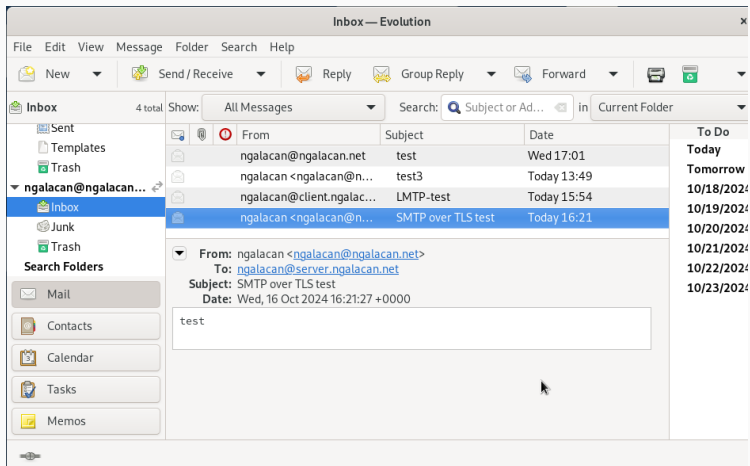 Inbox — Evolution ×
File Edit View Message Folder Search Help
New Send / Receive Reply Group Reply Forward
Inbox 4 total Show: All Messages Search: Subject or Ad... in Current Folder
Sent
Templates
Trash
ngalacan@ngalacan...
Inbox
Junk
Trash
Search Folders
Mail
Contacts
Calendar
Tasks
Memos
From Subject Date
ngalacan@ngalacan.net test Wed 17:01
ngalacan <ngalacan@n... test3 Today 13:49
ngalacan@client.ngalac... LMTP-test Today 15:54
ngalacan <ngalacan@n... SMTP over TLS test Today 16:21
From: ngalacan <ngalacan@ngalacan.net>
To: ngalacan@server.ngalacan.net
Subject: SMTP over TLS test
Date: Wed, 16 Oct 2024 16:21:27 +0000
test
To Do
Today
Tomorrow
10/18/2024
10/19/2024
10/20/2024
10/21/2024
10/22/2024
10/23/2024